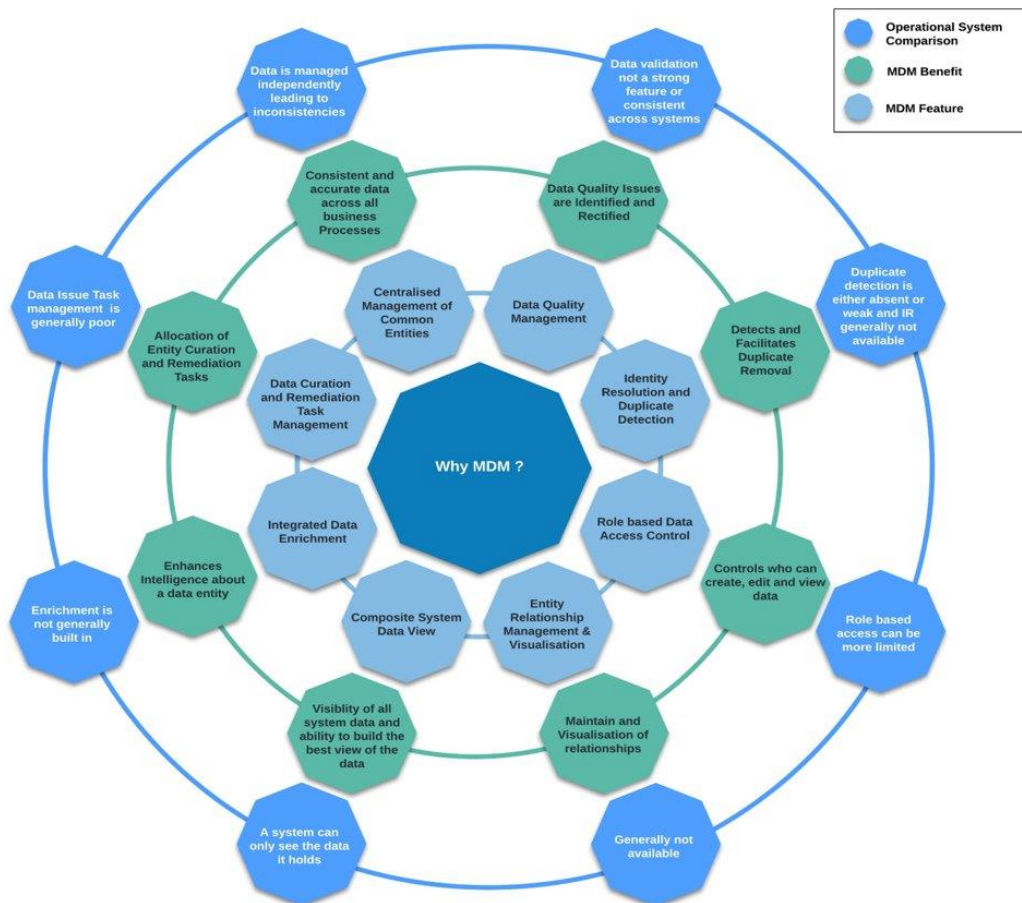 Operational System
Comparison
MDM Benefit
MDM Feature
Data is managed
independently
leading to
inconsistencies
Data validation
not a strong
feature or
consistent
across systems
Consistent and
accurate data
across all
business
Processes
Data Quality Issues
are Identified and
Rectified
Data Issue Task
management is
generally poor
Centralised
Management of
Common
Entities
Data Quality
Management
Duplicate
detection is
either absent or
weak and IR
generally not
available
Allocation of
Entity Curation
and Remediation
Tasks
Detects and
Facilitates
Duplicate
Removal
Data Curation
and Remediation
Task
Management
Identity
Resolution and
Duplicate
Detection
Why MDM ?
Integrated Data
Enrichment
Role based Data
Access Control
Enhances
Intelligence about
a data entity
Controls who can
create, edit and view
data
Enrichment is
not generally
built in
Composite System
Data View
Entity
Relationship
Management &
Visualisation
Role based
access can be
more limited
Visiblity of all
system data and
ability to build the
best view of the
data
Maintain and
Visualisation of
relationships
A system can
only see the data
it holds
Generally not
available